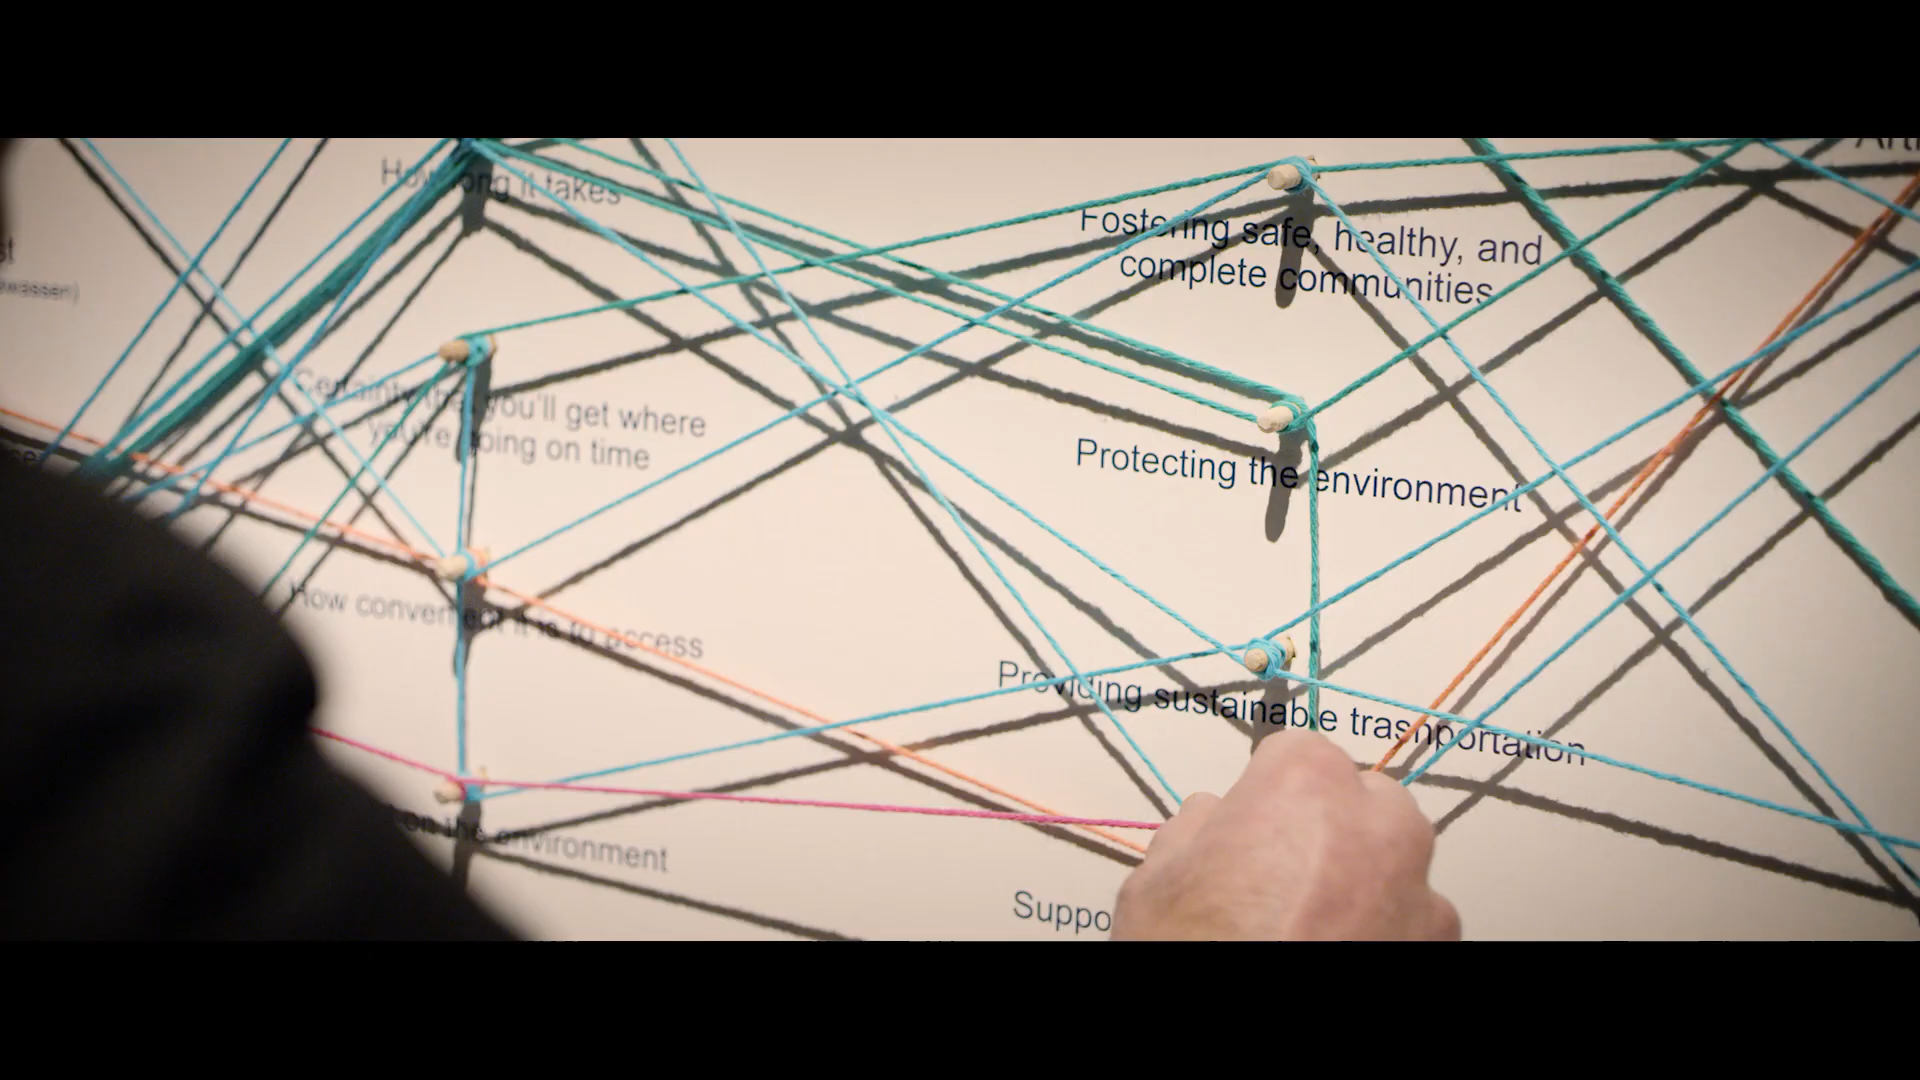 How long it takes
Certainty that you'll get where
you're going on time
How convenient it is to access
on the environment
Fostering safe, healthy, and
complete communities
Protecting the environment
Providing sustainable trasnportation